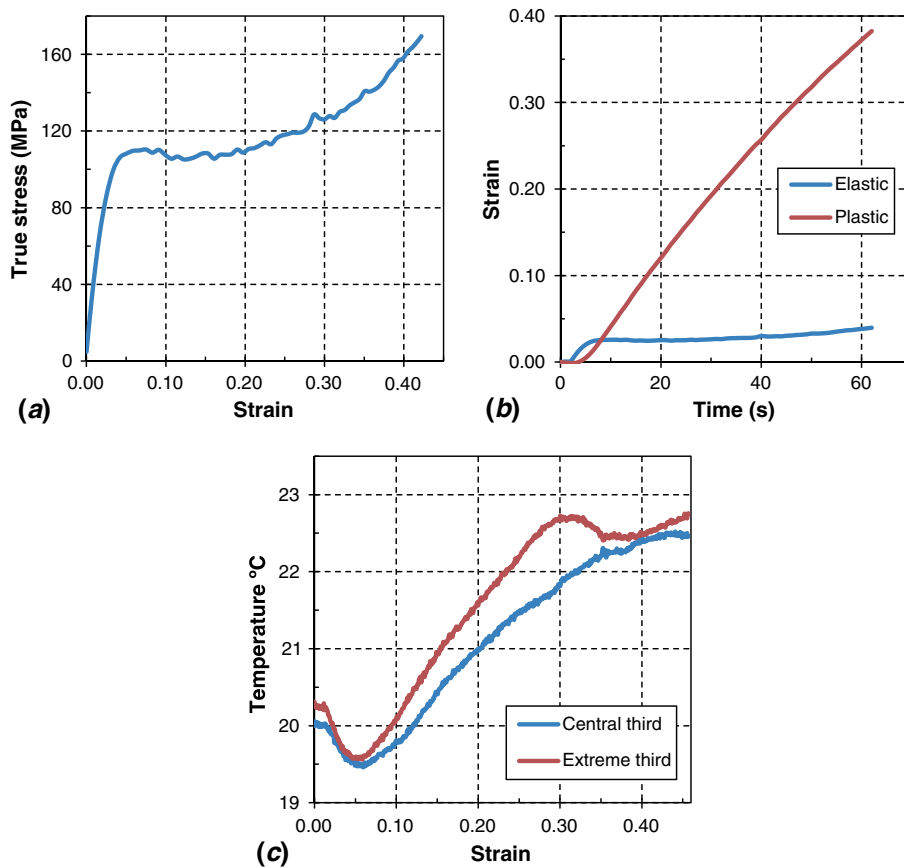 160
120
80
40
0
True stress (MPa)
0.00 0.10 0.20 0.30 0.40
Strain
(a)
0.40
0.30
0.20
0.10
0.00
Strain
Elastic
Plastic
0 20 40 60
Time (s)
(b)
23
22
21
20
19
Temperature °C
Central third
Extreme third
0.00 0.10 0.20 0.30 0.40
Strain
(c)